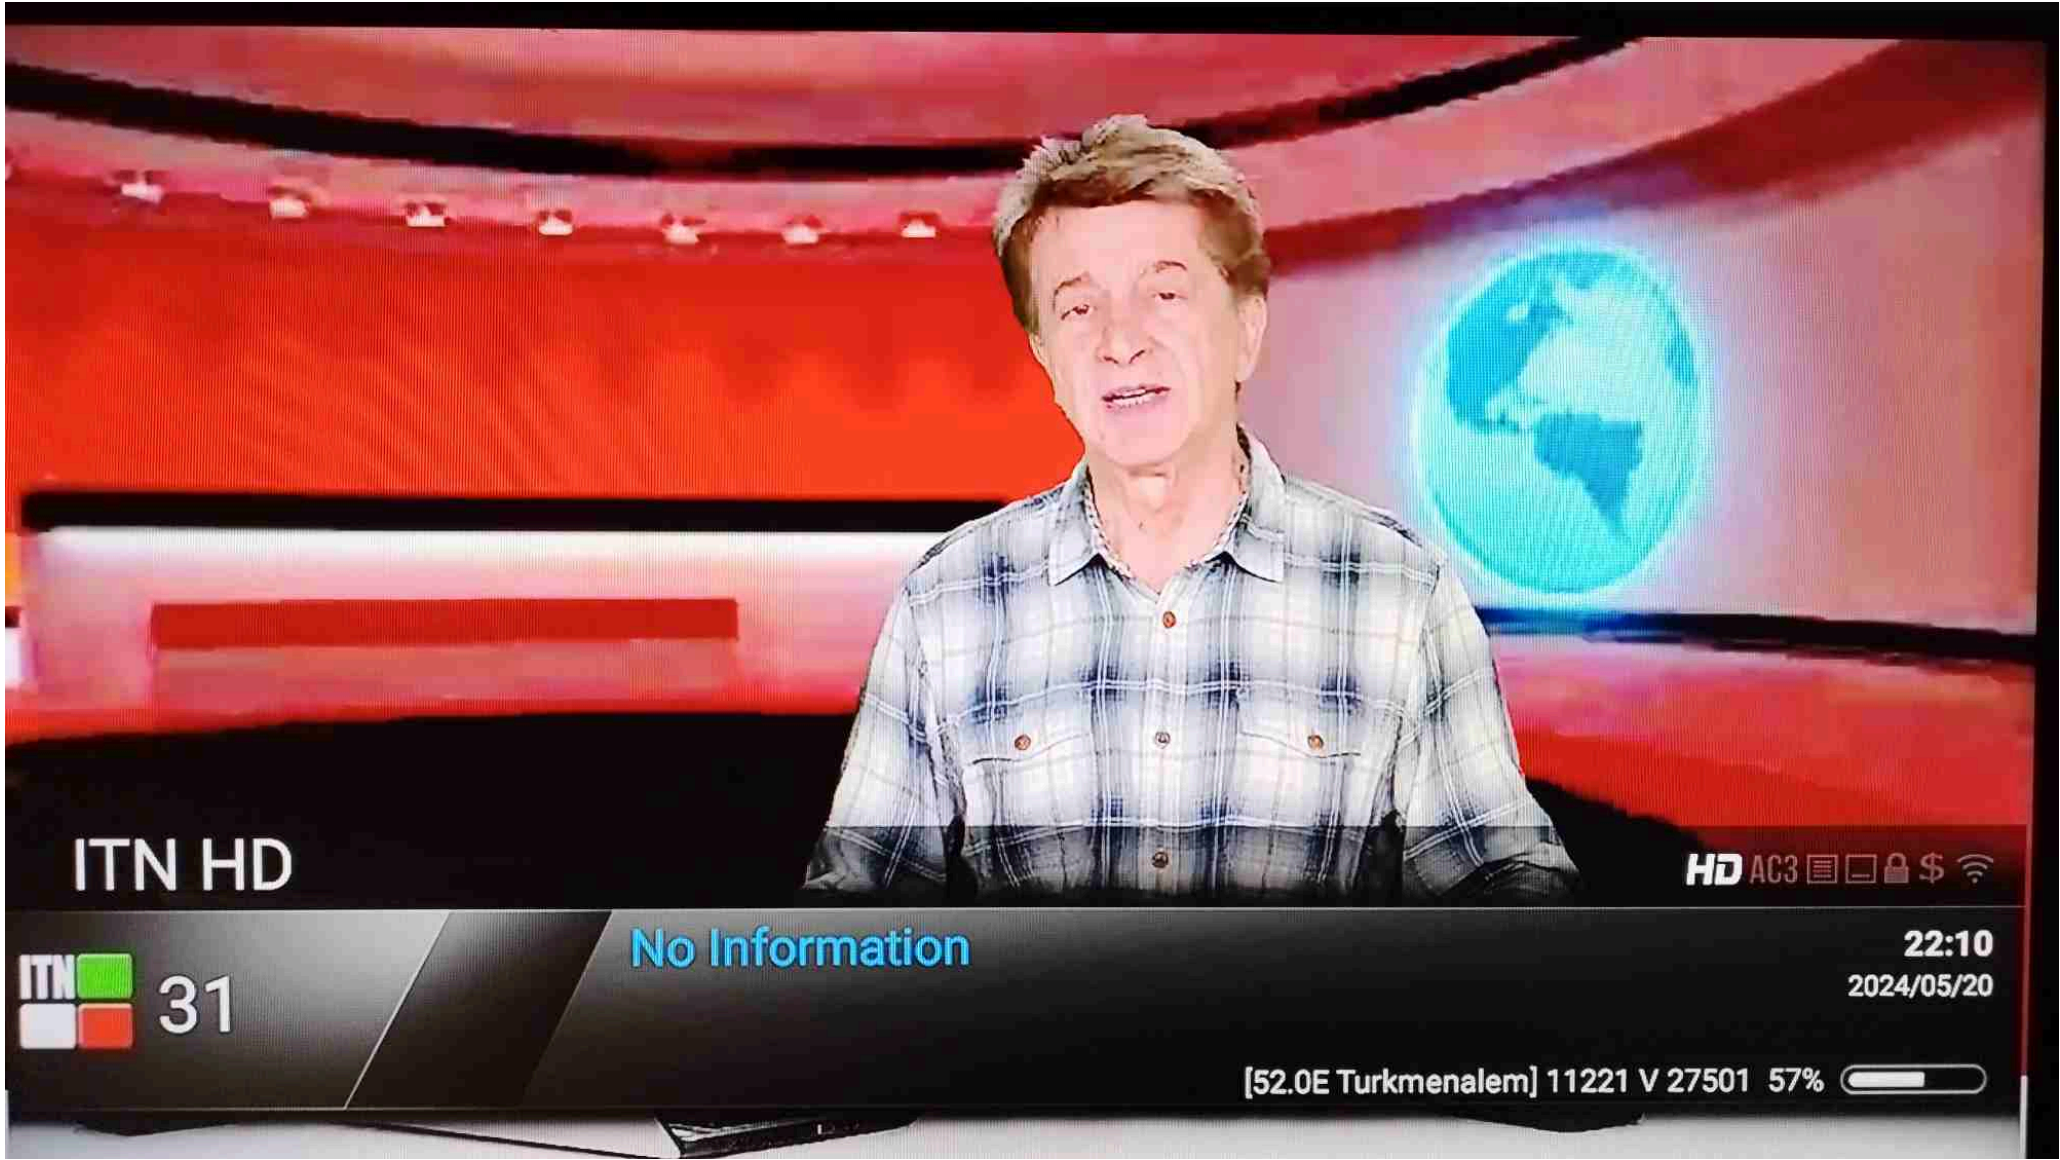 ITN HD
HD AC3 $
ITN
31
No Information
22:10
2024/05/20
[52.0E Turkmenalem] 11221 V 27501 57%